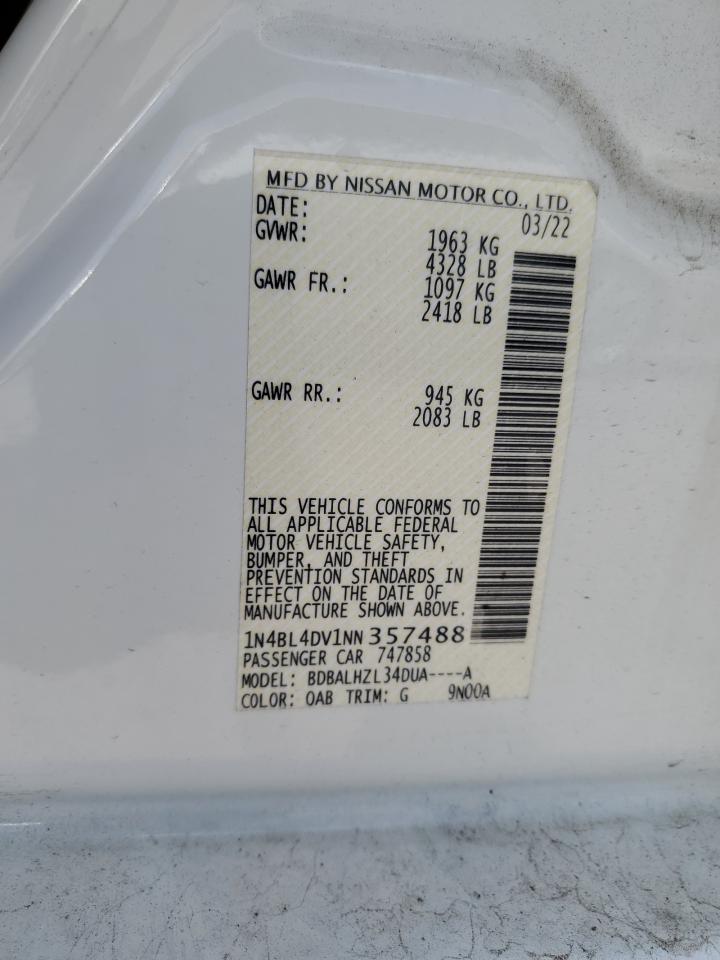 MFD BY NISSAN MOTOR CO., LTD.
DATE: 03/22
GVWR: 1963 KG
4328 LB
GAWR FR.: 1097 KG
2418 LB
GAWR RR.: 945 KG
2083 LB
THIS VEHICLE CONFORMS TO
ALL APPLICABLE FEDERAL
MOTOR VEHICLE SAFETY,
BUMPER, AND THEFT
PREVENTION STANDARDS IN
EFFECT ON THE DATE OF
MANUFACTURE SHOWN ABOVE.
1N4BL4DV1NN357488
PASSENGER CAR 747858
MODEL: BDBALHZL34DUA----A
COLOR: QAB TRIM: G 9N00A